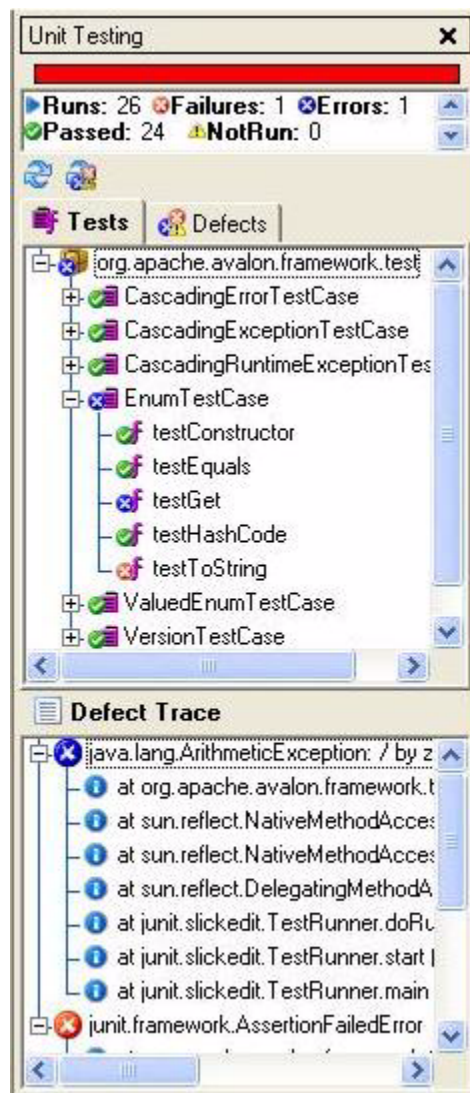 Unit Testing
Runs: 26 Failures: 1 Errors: 1
Passed: 24 NotRun: 0
Tests Defects
org.apache.avalon.framework.test
CascadingErrorTestCase
CascadingExceptionTestCase
CascadingRuntimeExceptionTes
EnumTestCase
testConstructor
testEquals
testGet
testHashCode
testToString
ValuedEnumTestCase
VersionTestCase
Defect Trace
java.lang.ArithmeticException: / by z
at org.apache.avalon.framework.t
at sun.reflect.NativeMethodAcces
at sun.reflect.NativeMethodAcces
at sun.reflect.DelegatingMethodA
at junit.slickedit.TestRunner.doRu
at junit.slickedit.TestRunner.start (
at junit.slickedit.TestRunner.main
junit.framework.AssertionFailedError